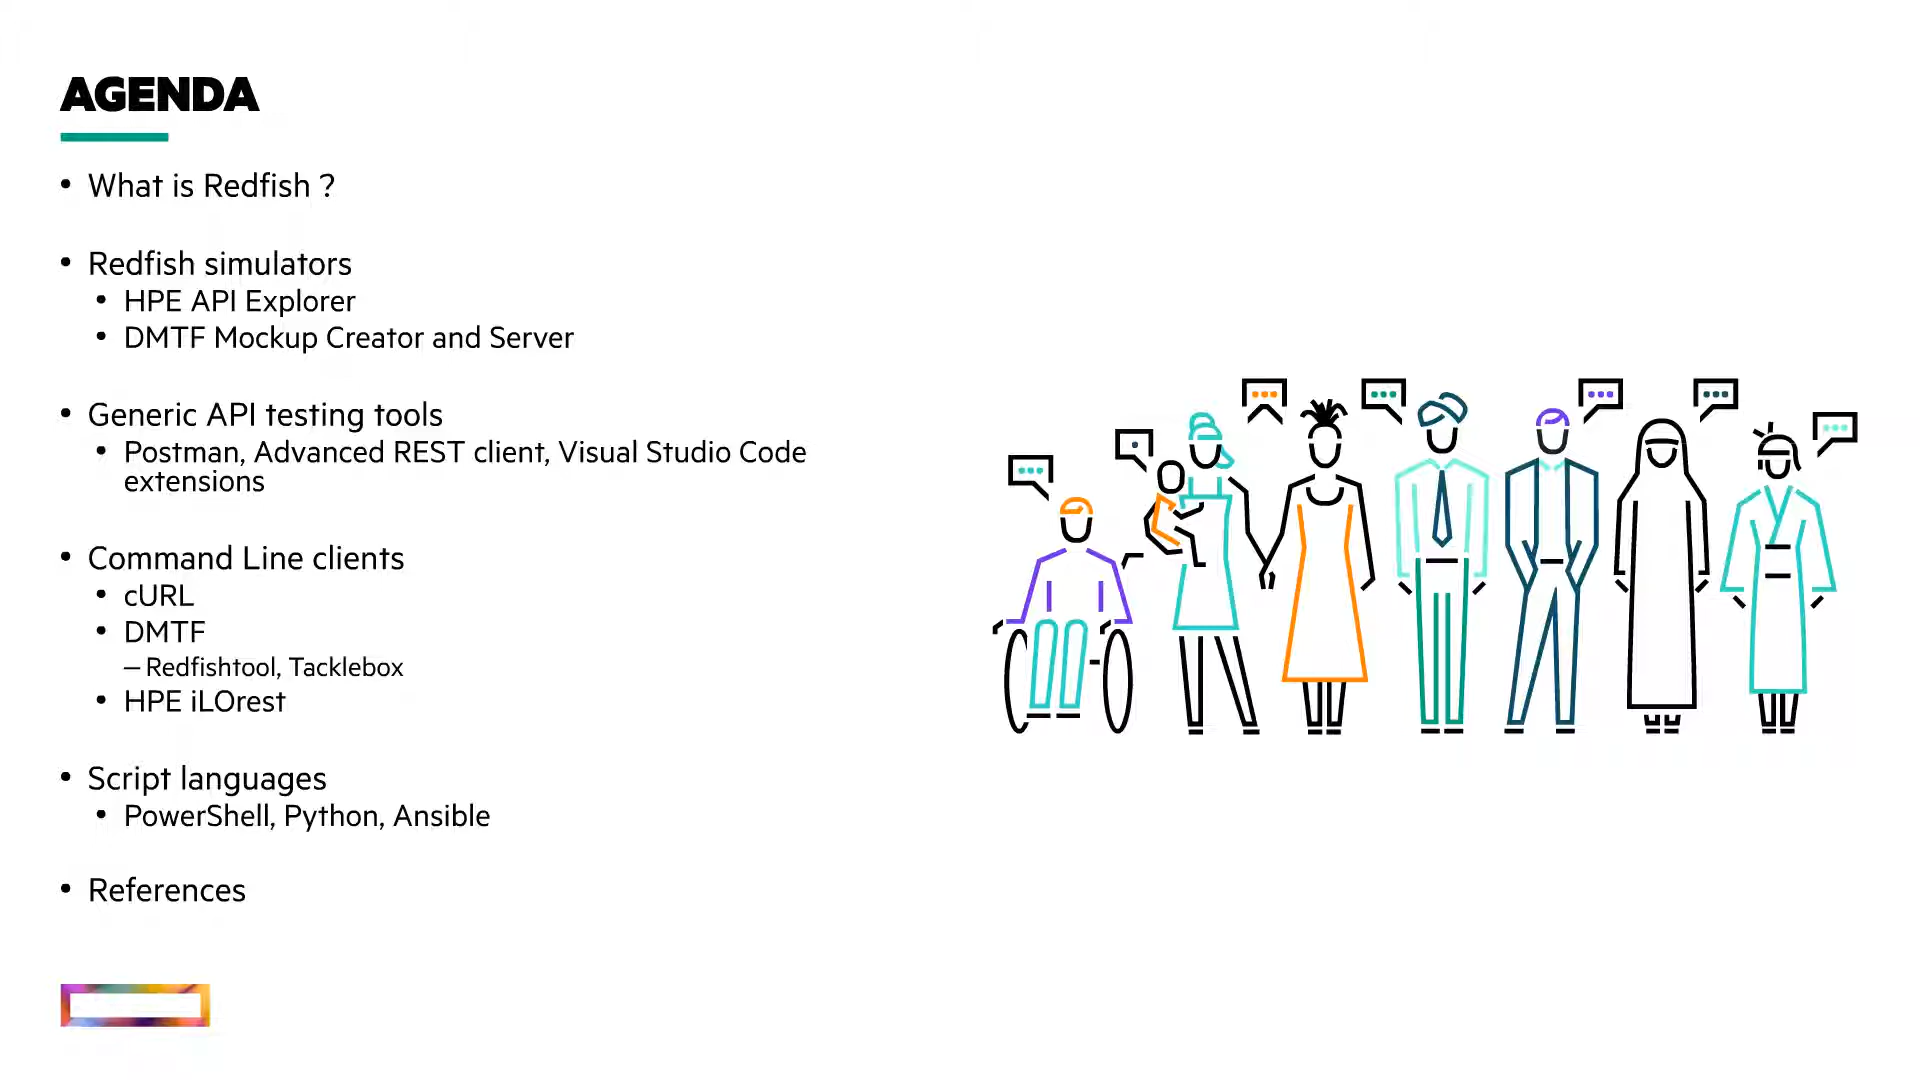 AGENDA
• What is Redfish ?
• Redfish simulators
• HPE API Explorer
• DMTF Mockup Creator and Server
• Generic API testing tools
• Postman, Advanced REST client, Visual Studio Code
extensions
• Command Line clients
• cURL
• DMTF
– Redfishtool, Tacklebox
• HPE iLOrest
• Script languages
• PowerShell, Python, Ansible
• References